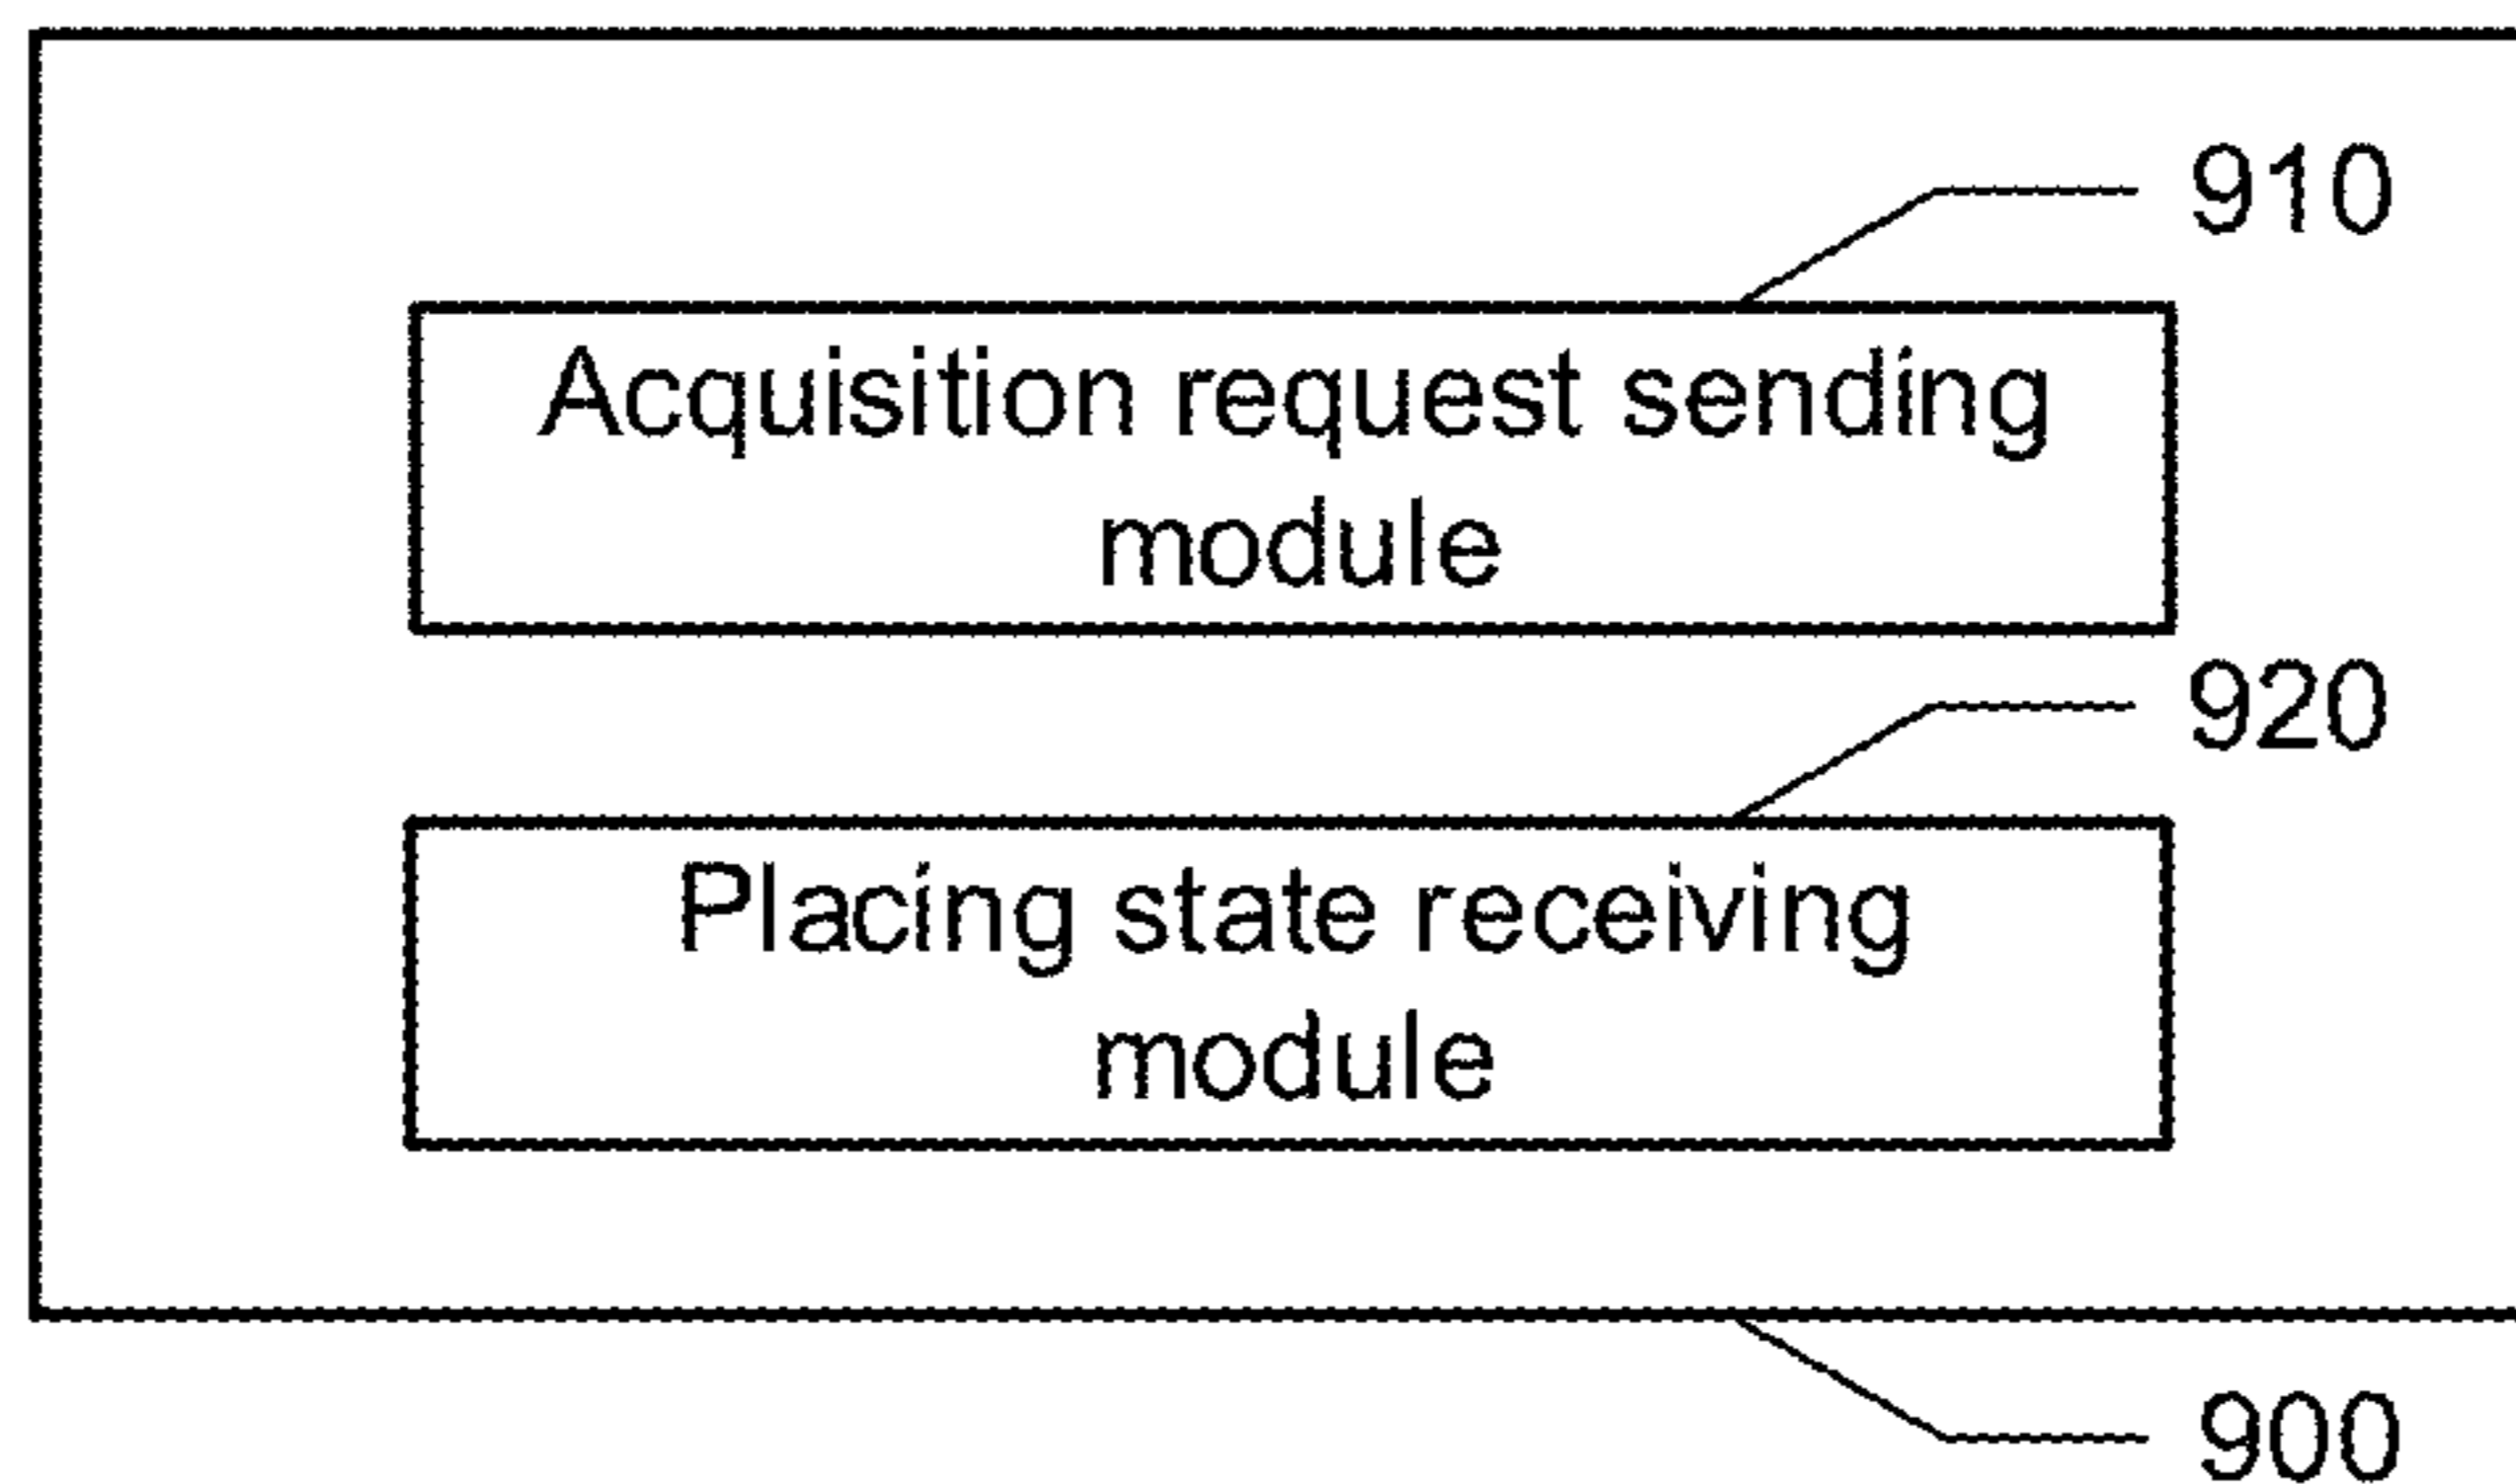 910
Acquisition request sending
module
920
Placing state receiving
module
900